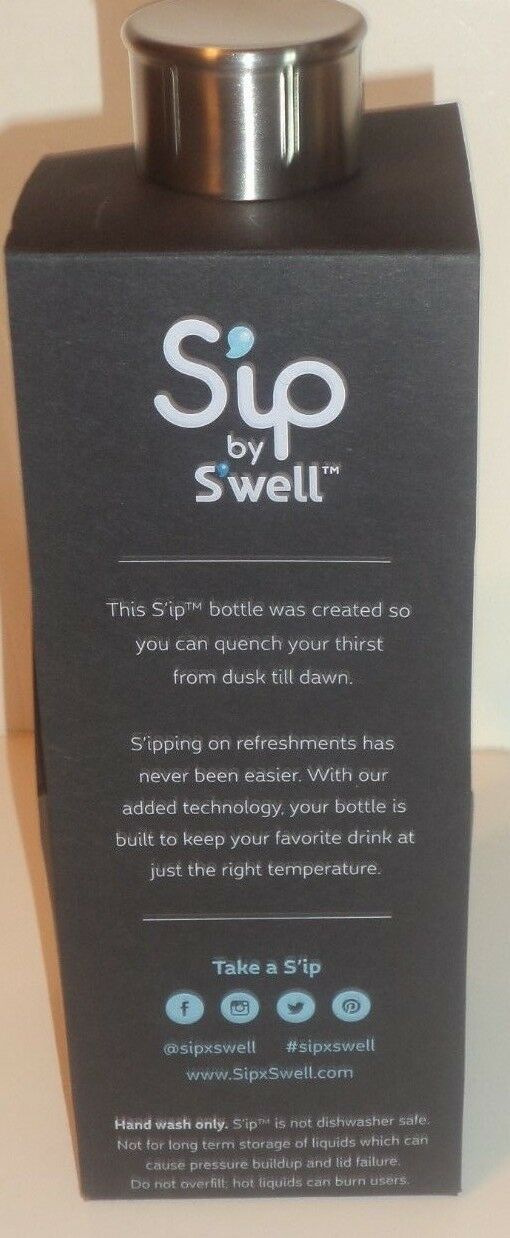 S'ip
by
S'well™
This S'ip™ bottle was created so
you can quench your thirst
from dusk till dawn.
S'ipping on refreshments has
never been easier. With our
added technology, your bottle is
built to keep your favorite drink at
just the right temperature.
Take a S'ip
@sipxswell #sipxswell
www.SipxSwell.com
Hand wash only. S'ip™ is not dishwasher safe.
Not for long term storage of liquids which can
cause pressure buildup and lid failure.
Do not overfill; hot liquids can burn users.